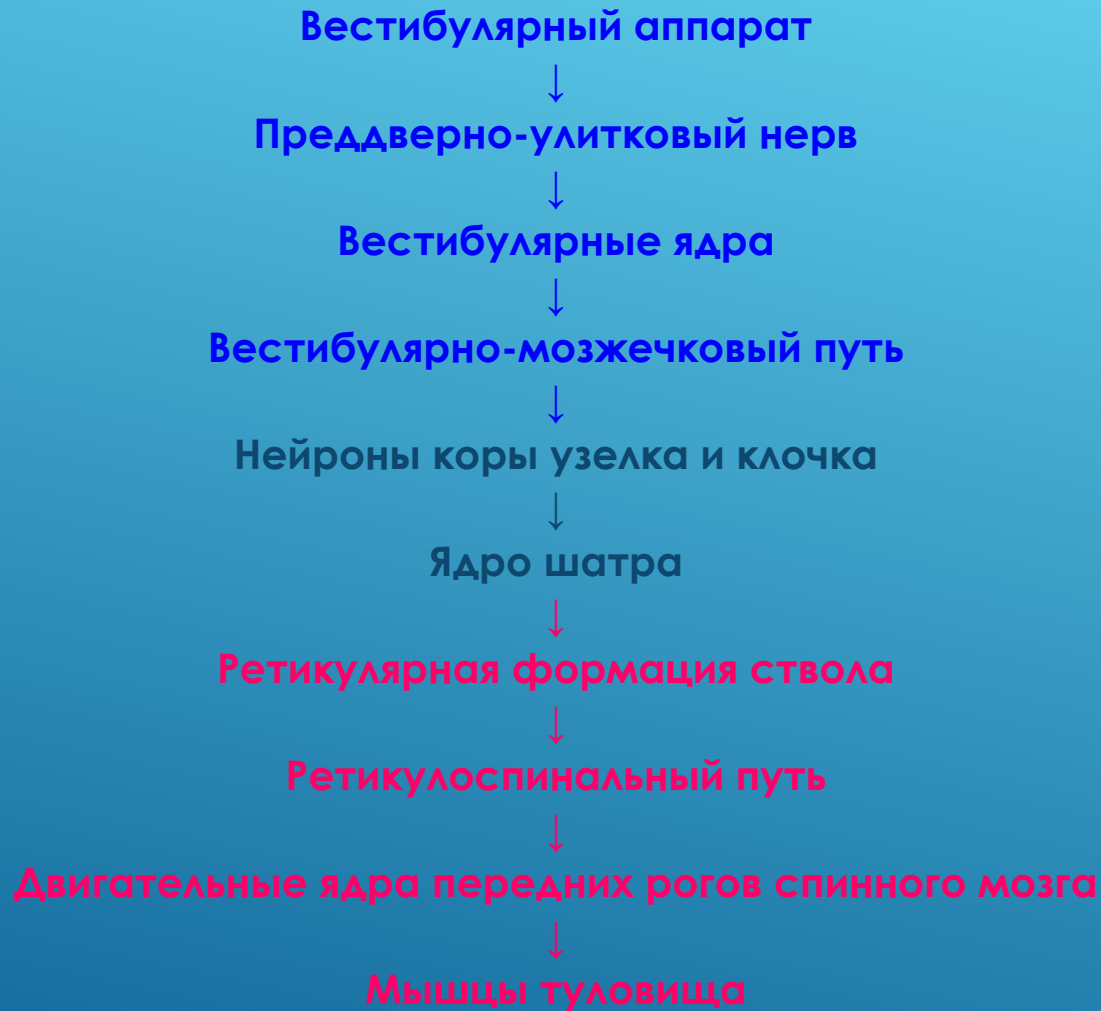 Вестибулярный аппарат
↓
Преддверно-улитковый нерв
↓
Вестибулярные ядра
↓
Вестибулярно-мозжечковый путь
↓
Нейроны коры узелка и клочка
↓
Ядро шатра
↓
Ретикулярная формация ствола
↓
Ретикулоспинальный путь
↓
Двигательные ядра передних рогов спинного мозга
↓
Мышцы туловища